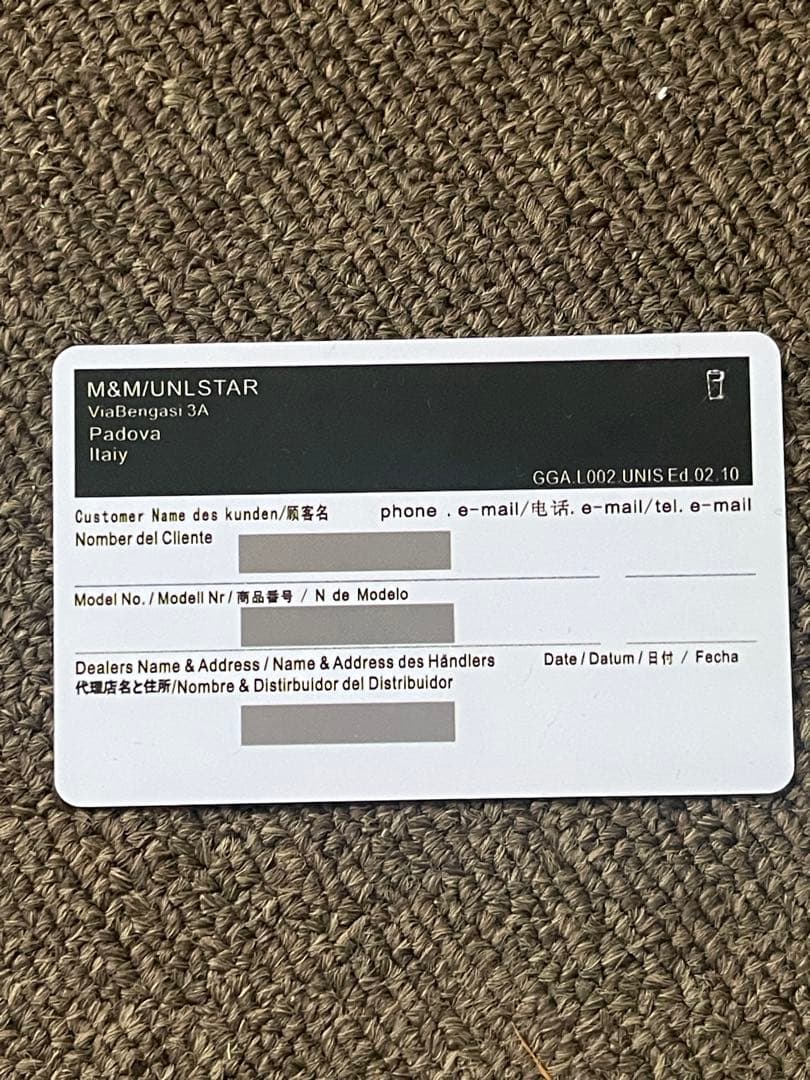 M&M/UNLSTAR
ViaBengasi 3A
Padova
Itaiy
GGA.L002.UNIS Ed.02.10
Customer Name des kunden/顾客名
phone . e-mail/电话. e-mail/tel. e-mail
Nomber del Cliente
Model No. / Modell Nr / 商品番号 / N de Modelo
Dealers Name & Address / Name & Address des Händlers
Date / Datum / 日付 / Fecha
代理店名と住所/Nombre & Distirbuidor del Distribuidor